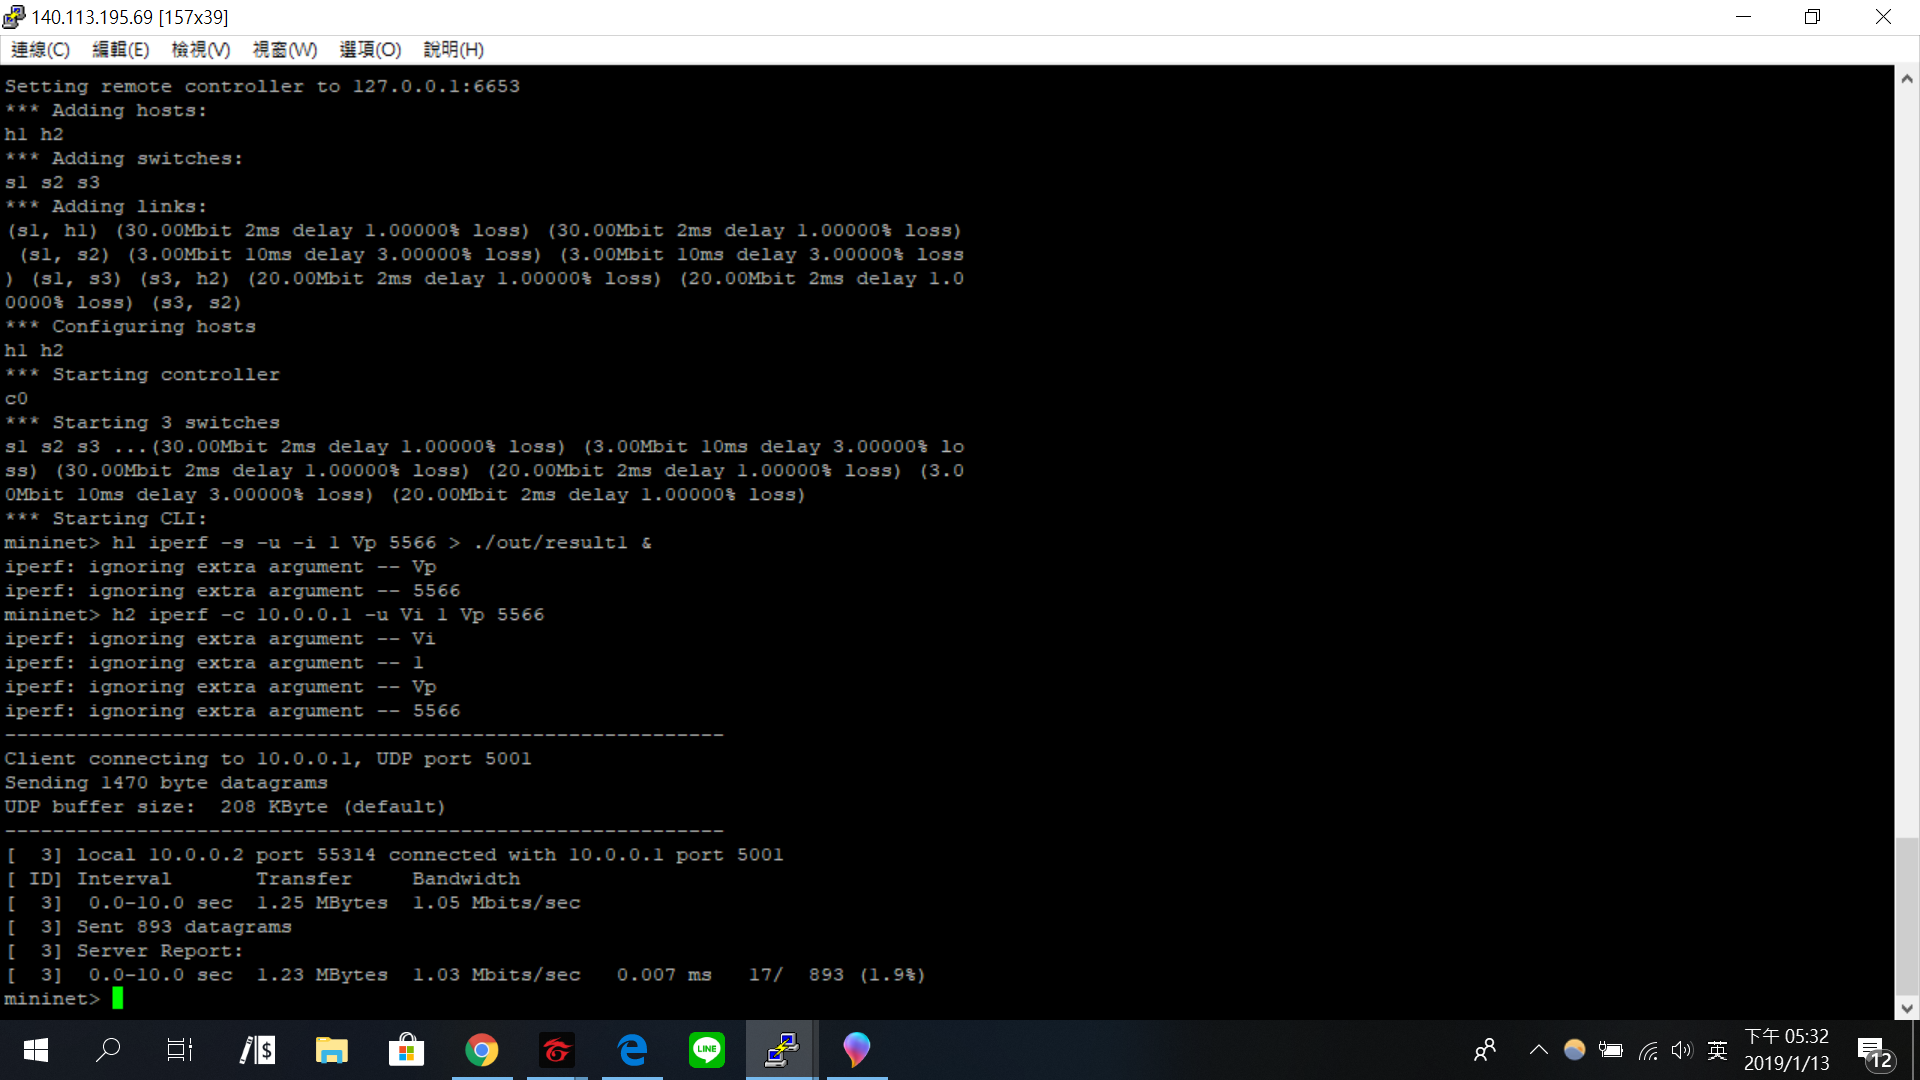 140.113.195.69 [157x39]
連線(C) 編輯(E) 檢視(V) 視窗(W) 選項(O) 說明(H)
Setting remote controller to 127.0.0.1:6653
*** Adding hosts:
h1 h2
*** Adding switches:
s1 s2 s3
*** Adding links:
(s1, h1) (30.00Mbit 2ms delay 1.00000% loss) (30.00Mbit 2ms delay 1.00000% loss)
(s1, s2) (3.00Mbit 10ms delay 3.00000% loss) (3.00Mbit 10ms delay 3.00000% loss
) (s1, s3) (s3, h2) (20.00Mbit 2ms delay 1.00000% loss) (20.00Mbit 2ms delay 1.0
0000% loss) (s3, s2)
*** Configuring hosts
h1 h2
*** Starting controller
c0
*** Starting 3 switches
s1 s2 s3 ...(30.00Mbit 2ms delay 1.00000% loss) (3.00Mbit 10ms delay 3.00000% lo
ss) (30.00Mbit 2ms delay 1.00000% loss) (20.00Mbit 2ms delay 1.00000% loss) (3.0
0Mbit 10ms delay 3.00000% loss) (20.00Mbit 2ms delay 1.00000% loss)
*** Starting CLI:
mininet> h1 iperf -s -u -i 1 Vp 5566 > ./out/result1 &
iperf: ignoring extra argument -- Vp
iperf: ignoring extra argument -- 5566
mininet> h2 iperf -c 10.0.0.1 -u Vi 1 Vp 5566
iperf: ignoring extra argument -- Vi
iperf: ignoring extra argument -- 1
iperf: ignoring extra argument -- Vp
iperf: ignoring extra argument -- 5566
------------------------------------------------------------
Client connecting to 10.0.0.1, UDP port 5001
Sending 1470 byte datagrams
UDP buffer size:  208 KByte (default)
------------------------------------------------------------
[  3] local 10.0.0.2 port 55314 connected with 10.0.0.1 port 5001
[ ID] Interval       Transfer     Bandwidth
[  3]  0.0-10.0 sec  1.25 MBytes  1.05 Mbits/sec
[  3] Sent 893 datagrams
[  3] Server Report:
[  3]  0.0-10.0 sec  1.23 MBytes  1.03 Mbits/sec   0.007 ms   17/  893 (1.9%)
mininet>
LINE
英
下午 05:32
2019/1/13
12